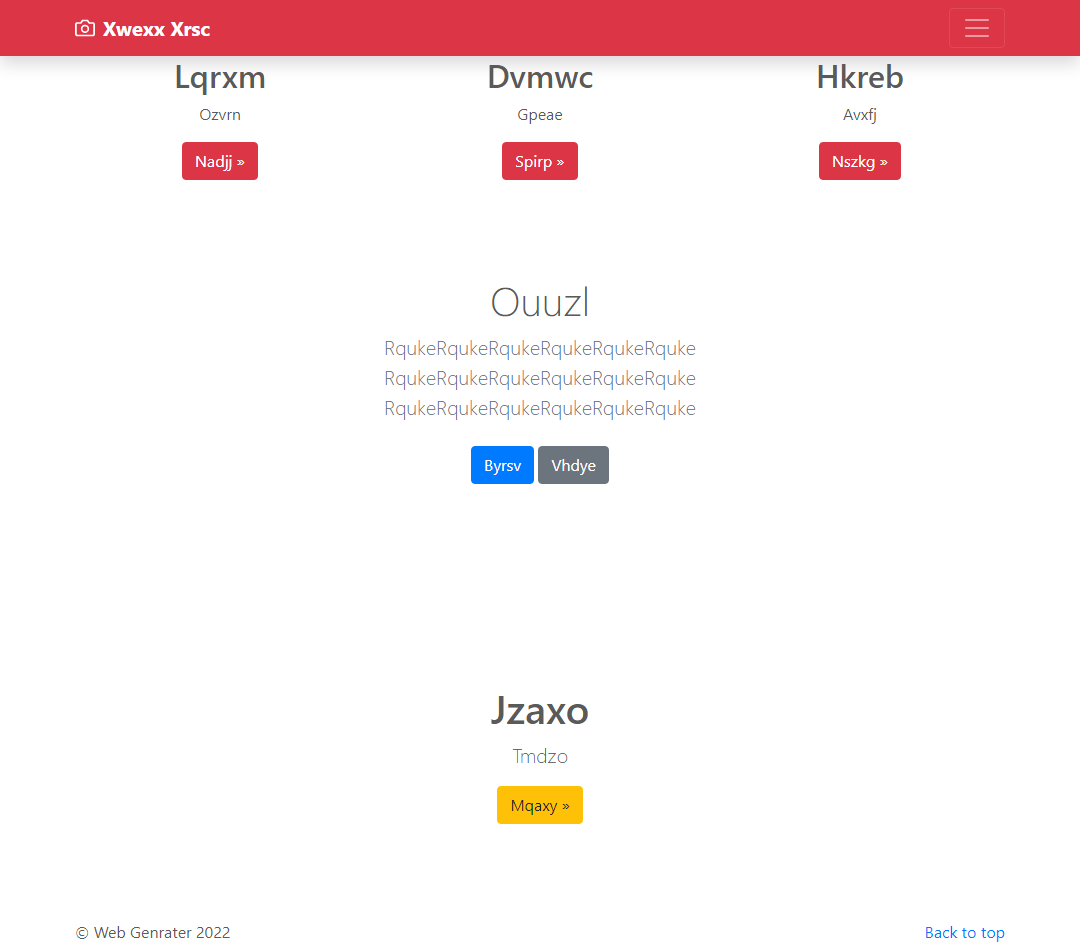 Xwexx Xrsc
Lqrxm
Ozvrn
Nadjj »
Dvmwc
Gpeae
Spirp »
Hkreb
Avxfj
Nszkg »
Ouuzl
RqukeRqukeRqukeRqukeRqukeRquke
RqukeRqukeRqukeRqukeRqukeRquke
RqukeRqukeRqukeRqukeRqukeRquke
Byrsv Vhdye
Jzaxo
Tmdzo
Mqaxy »
© Web Genrater 2022
Back to top